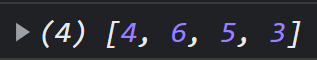 (4) [4, 6, 5, 3]